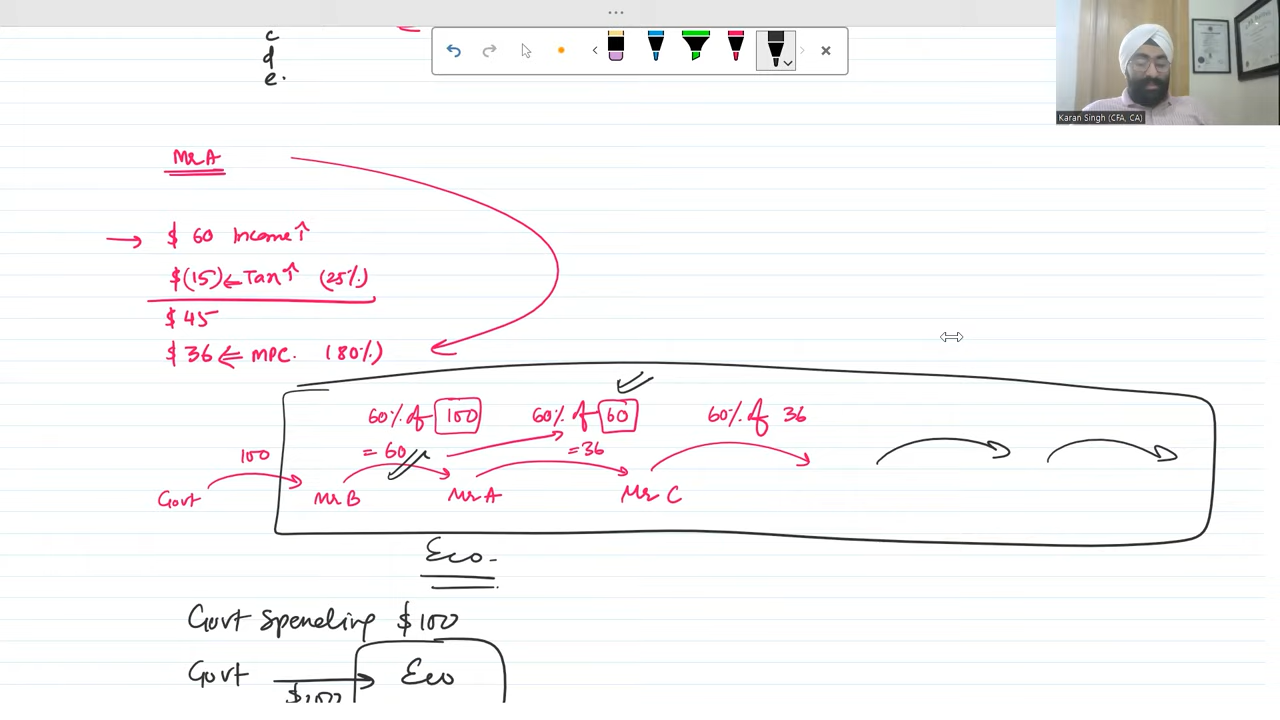 c
d
e.
Karan Singh (CFA, CA)
Mr A
→ $ 60 Income↑
$(15) ← Tax↑ (25%)
$ 45
$ 36 ⇐ MPC. (80%)
60% of 100 60% of 60 60% of 36
100 = 60 = 36
Govt Mr B Mr A Mr C
Eco.
Govt Spending $100
Govt → Eco
$100